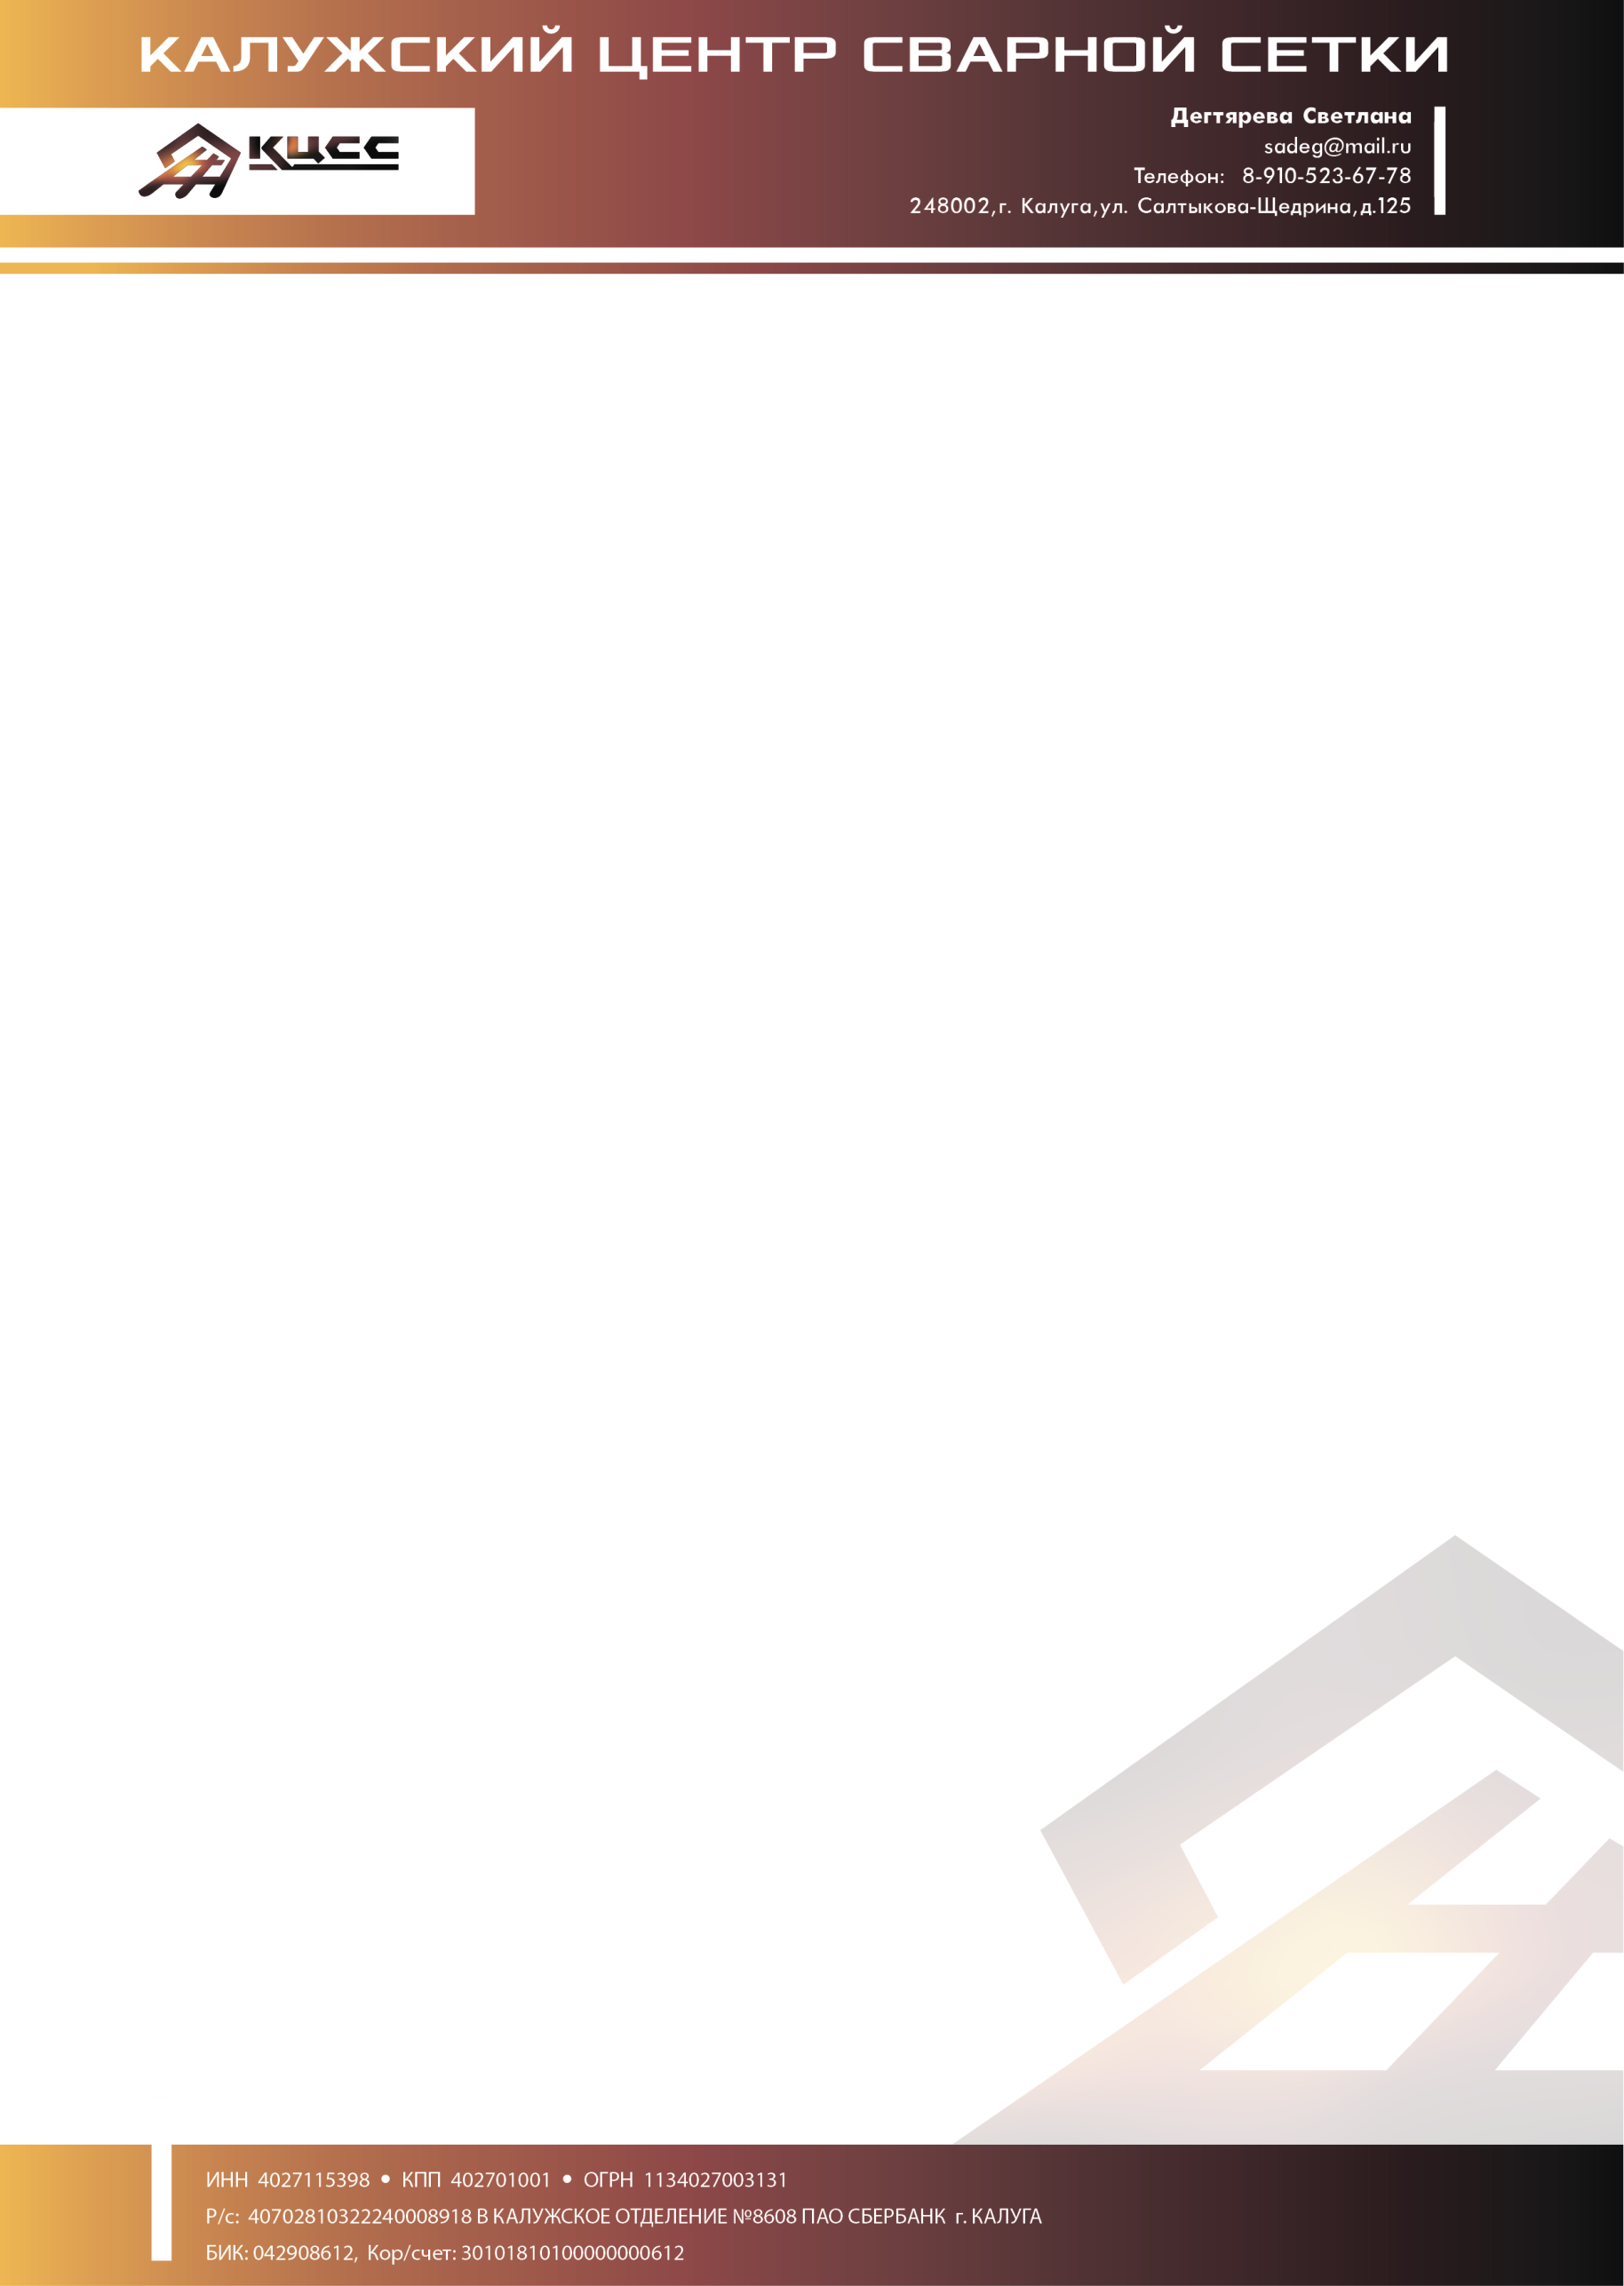 КАЛУЖСКИЙ ЦЕНТР СВАРНОЙ СЕТКИ
КЦСС
Дегтярева Светлана
sadeg@mail.ru
Телефон: 8-910-523-67-78
248002,г. Калуга,ул. Салтыкова-Щедрина,д.125
ИНН 4027115398 • КПП 402701001 • ОГРН 1134027003131
Р/с: 40702810322240008918 В КАЛУЖСКОЕ ОТДЕЛЕНИЕ №8608 ПАО СБЕРБАНК г. КАЛУГА
БИК: 042908612, Кор/счет: 30101810100000000612